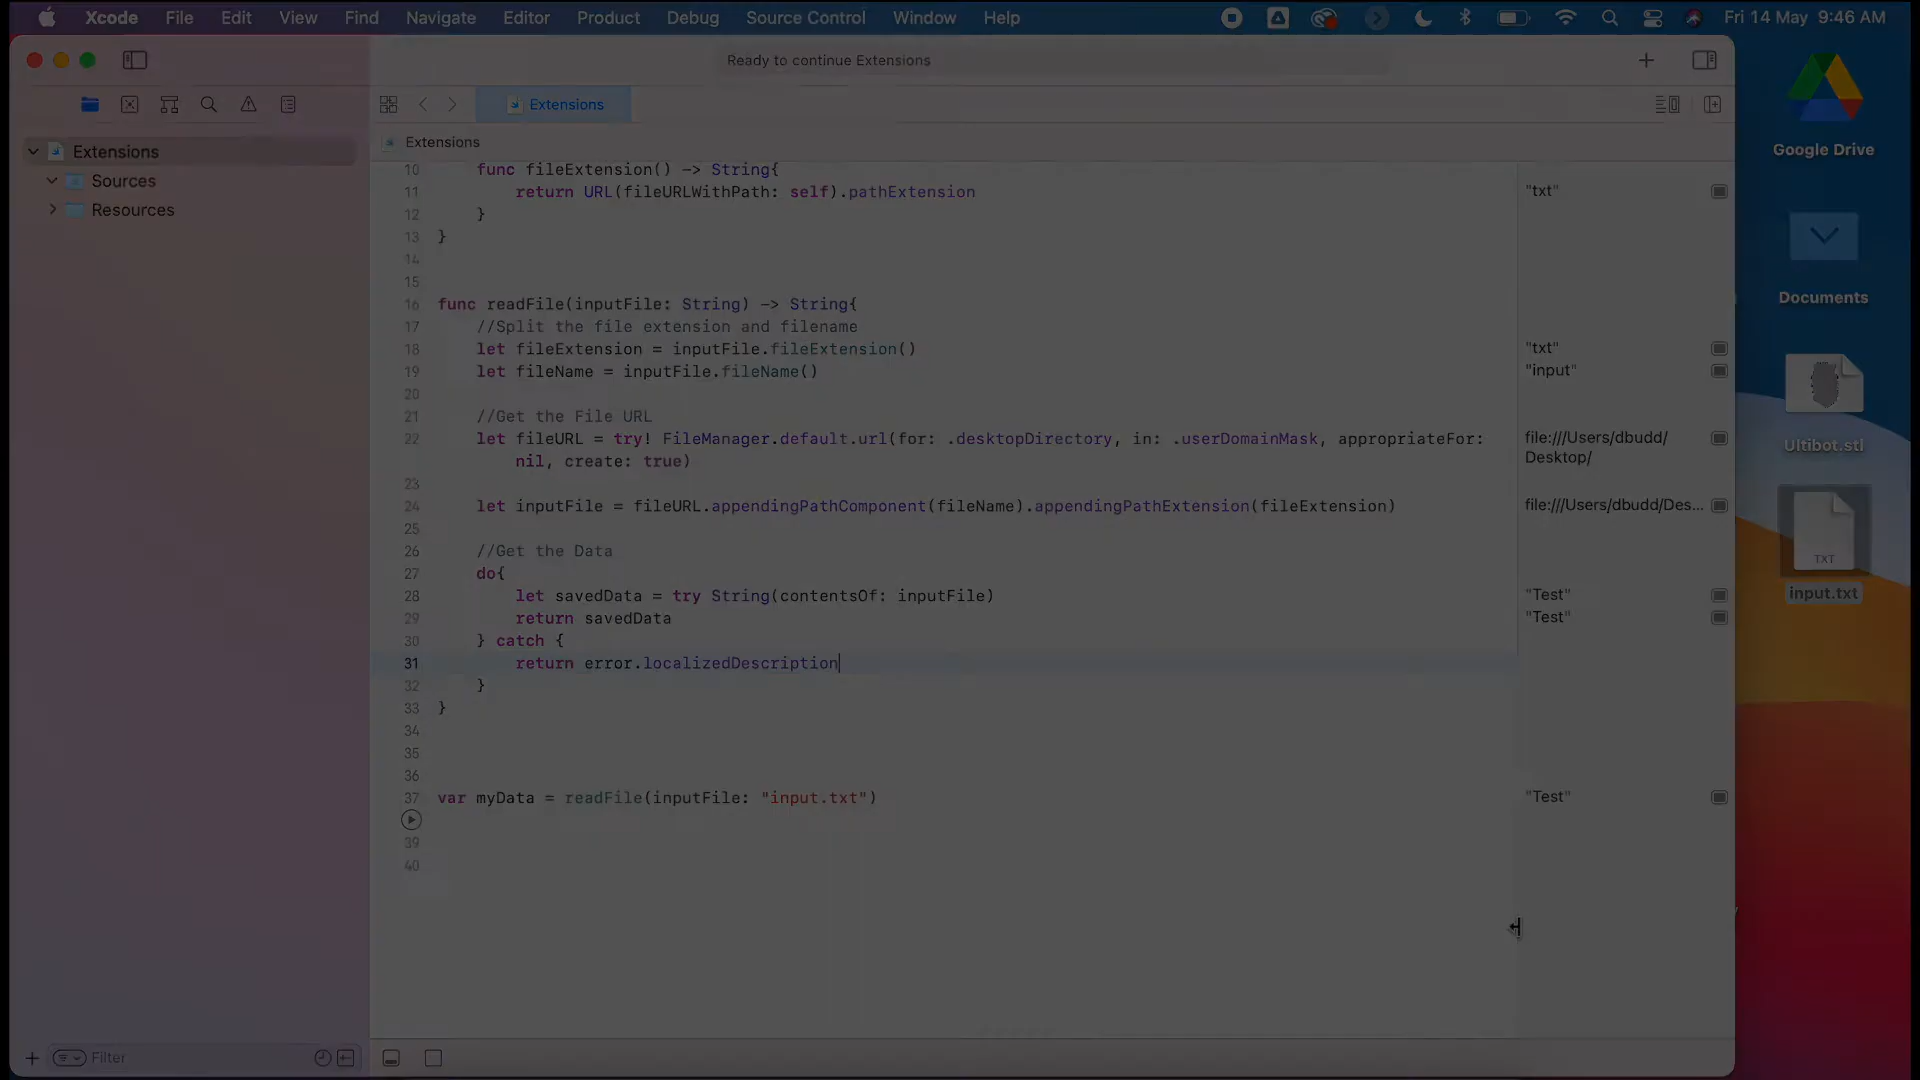 Xcode File Edit View Find Navigate Editor Product Debug Source Control Window Help Fri 14 May 9:46 AM
Ready to continue Extensions
Extensions
Extensions
Sources
Resources
Filter
Extensions
10 func fileExtension() -> String{
11 return URL(fileURLWithPath: self).pathExtension "txt"
12 }
13 }
14
15
16 func readFile(inputFile: String) -> String{
17 //Split the file extension and filename
18 let fileExtension = inputFile.fileExtension() "txt"
19 let fileName = inputFile.fileName() "input"
20
21 //Get the File URL
22 let fileURL = try! FileManager.default.url(for: .desktopDirectory, in: .userDomainMask, appropriateFor: file:///Users/dbudd/
nil, create: true) Desktop/
23
24 let inputFile = fileURL.appendingPathComponent(fileName).appendingPathExtension(fileExtension) file:///Users/dbudd/Des...
25
26 //Get the Data
27 do{
28 let savedData = try String(contentsOf: inputFile) "Test"
29 return savedData "Test"
30 } catch {
31 return error.localizedDescription
32 }
33 }
34
35
36
37 var myData = readFile(inputFile: "input.txt") "Test"
39
40
Google Drive
Documents
Ultibot.stl
TXT
input.txt